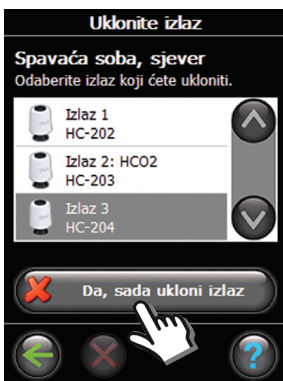 Uklonite izlaz
Spavaća soba, sjever
Odaberite izlaz koji ćete ukloniti.
Izlaz 1
HC-202
Izlaz 2: HCO2
HC-203
Izlaz 3
HC-204
Da, sada ukloni izlaz
?